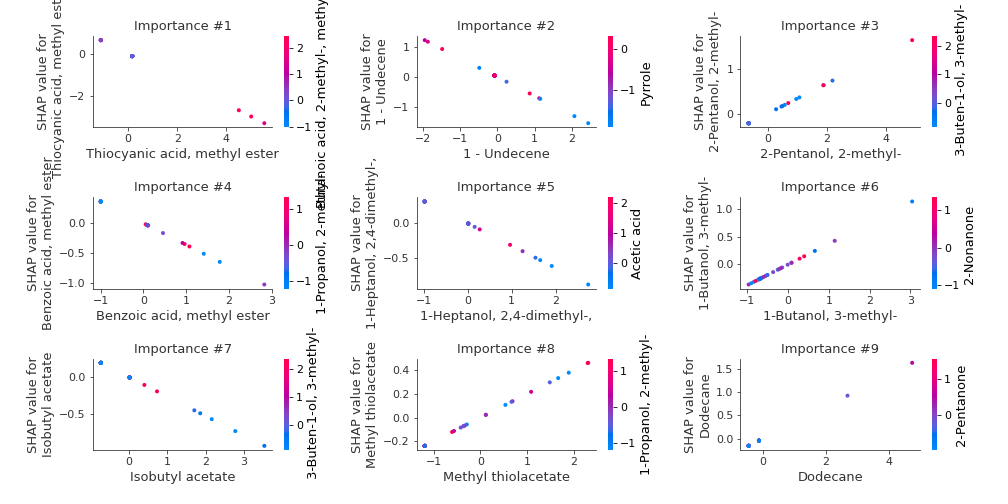 Importance #1
SHAP value for
Thiocyanic acid, methyl ester
0
−2
0
2
4
Thiocyanic acid, methyl ester
2
1
0
−1
Importance #2
SHAP value for
1 - Undecene
1
0
−1
−2
−1
0
1
2
1 - Undecene
0
−1
Pyrrole
Importance #3
SHAP value for
2-Pentanol, 2-methyl-
1
0
0
2
4
2-Pentanol, 2-methyl-
2
1
0
3-Buten-1-ol, 3-methyl-
Importance #4
SHAP value for
Benzoic acid, methyl ester
0.0
−0.5
−1.0
−1
0
1
2
3
Benzoic acid, methyl ester
1
0
−1
1-Propanol, 2-methyl-
Importance #5
SHAP value for
1-Heptanol, 2,4-dimethyl-,
0.0
−0.5
−1
0
1
2
1-Heptanol, 2,4-dimethyl-,
2
1
0
Acetic acid
Importance #6
SHAP value for
1-Butanol, 3-methyl-
1.0
0.5
0.0
−1
0
1
2
3
1-Butanol, 3-methyl-
1
0
−1
2-Nonanone
Importance #7
SHAP value for
Isobutyl acetate
0.0
−0.5
0
1
2
3
Isobutyl acetate
2
1
0
3-Buten-1-ol, 3-methyl-
Importance #8
SHAP value for
Methyl thiolacetate
0.4
0.2
0.0
−0.2
−1
0
1
2
Methyl thiolacetate
1
0
−1
1-Propanol, 2-methyl-
Importance #9
SHAP value for
Dodecane
1.5
1.0
0.5
0.0
0
2
4
Dodecane
1
0
2-Pentanone